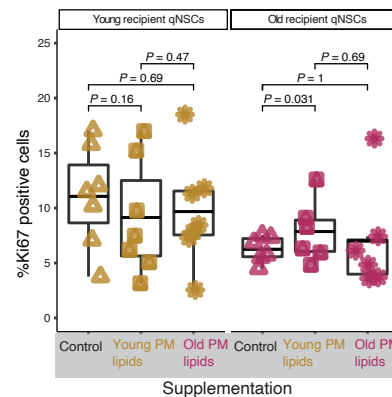 Young recipient qNSCs Old recipient qNSCs
25
20
15
10
5
0
%Ki67 positive cells
P = 0.47
P = 0.69
P = 0.16
P = 0.69
P = 1
P = 0.031
Control Young PM lipids Old PM lipids
Control Young PM lipids Old PM lipids
Supplementation